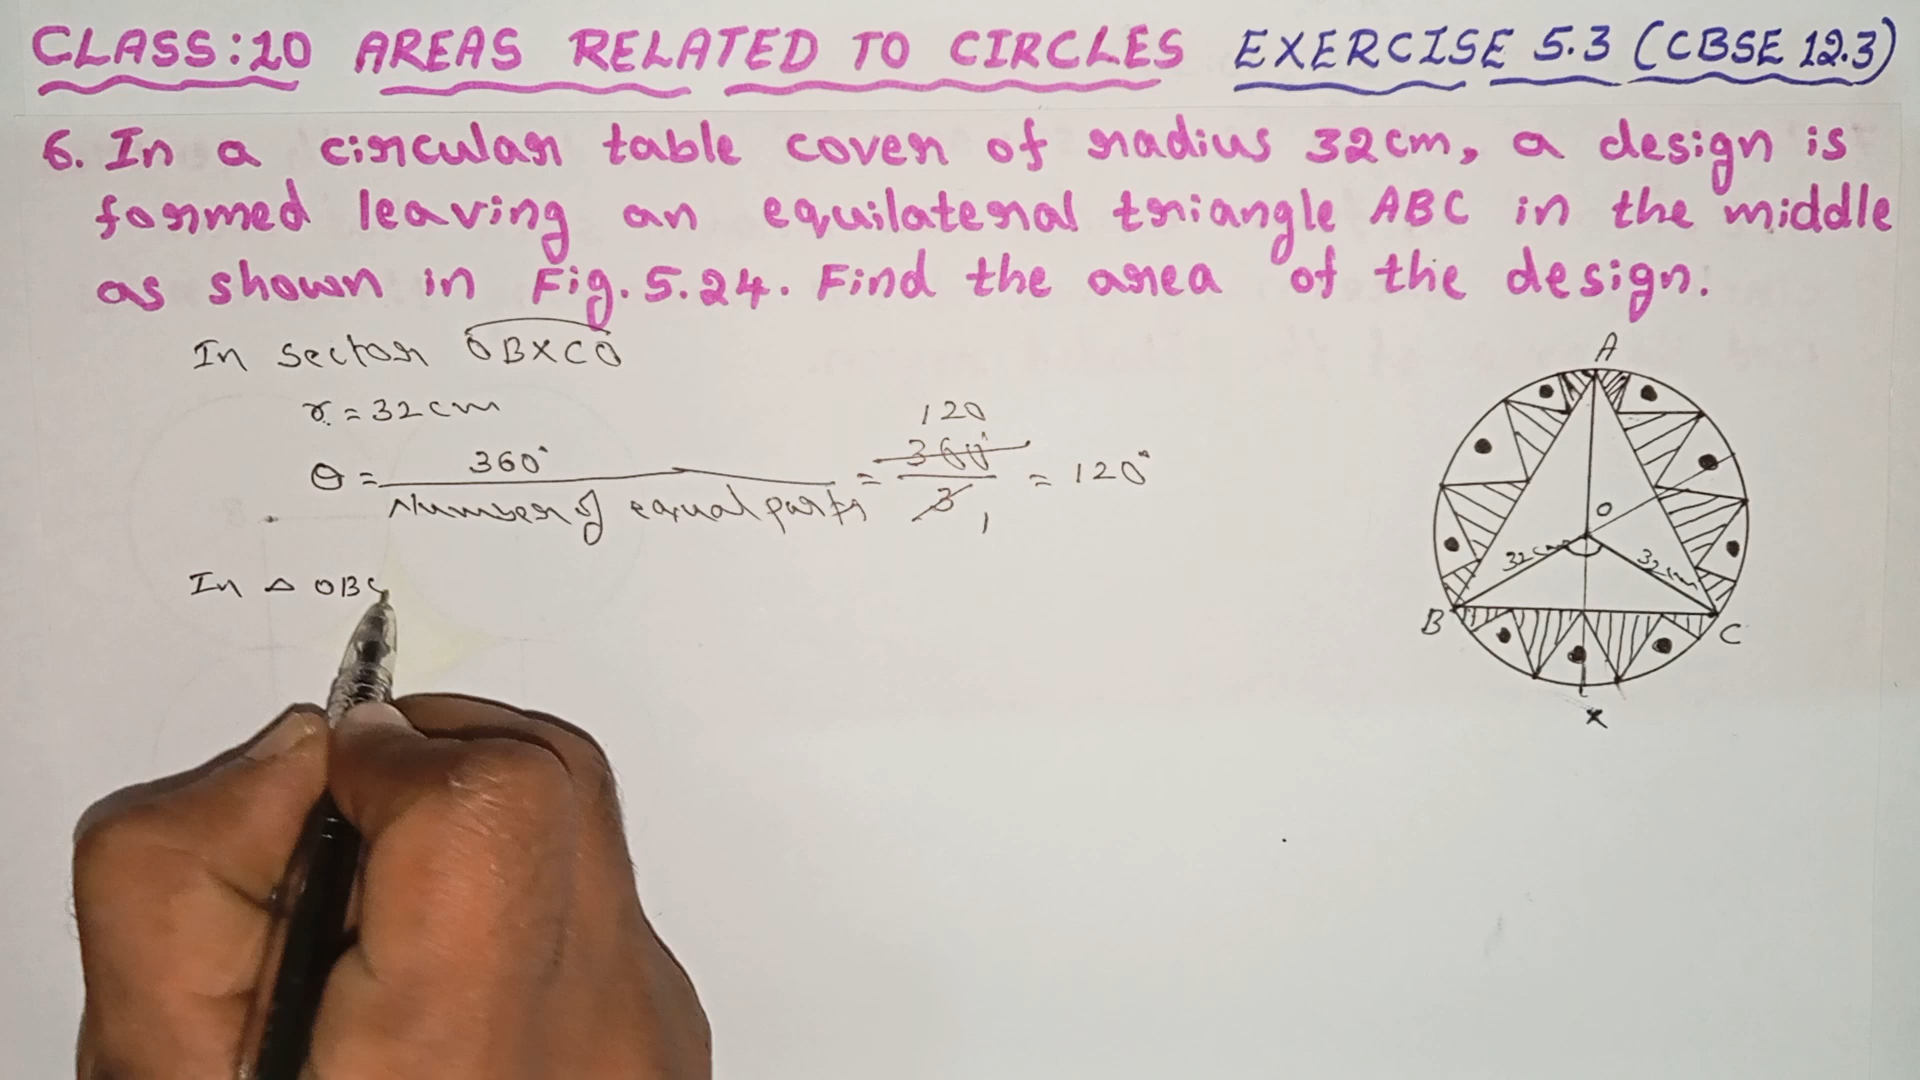 CLASS:10 AREAS RELATED TO CIRCLES EXERCISE 5.3 (CBSE 12.3)
6. In a circular table cover of radius 32cm, a design is
formed leaving an equilateral triangle ABC in the middle
as shown in Fig.5.24. Find the area of the design.
In sector OBXCO
r = 32cm
θ = 360° / Number of equal parts = 360° / 3 = 120°
120
1
In △ OBC
A
O
32cm
32cm
B
C
X